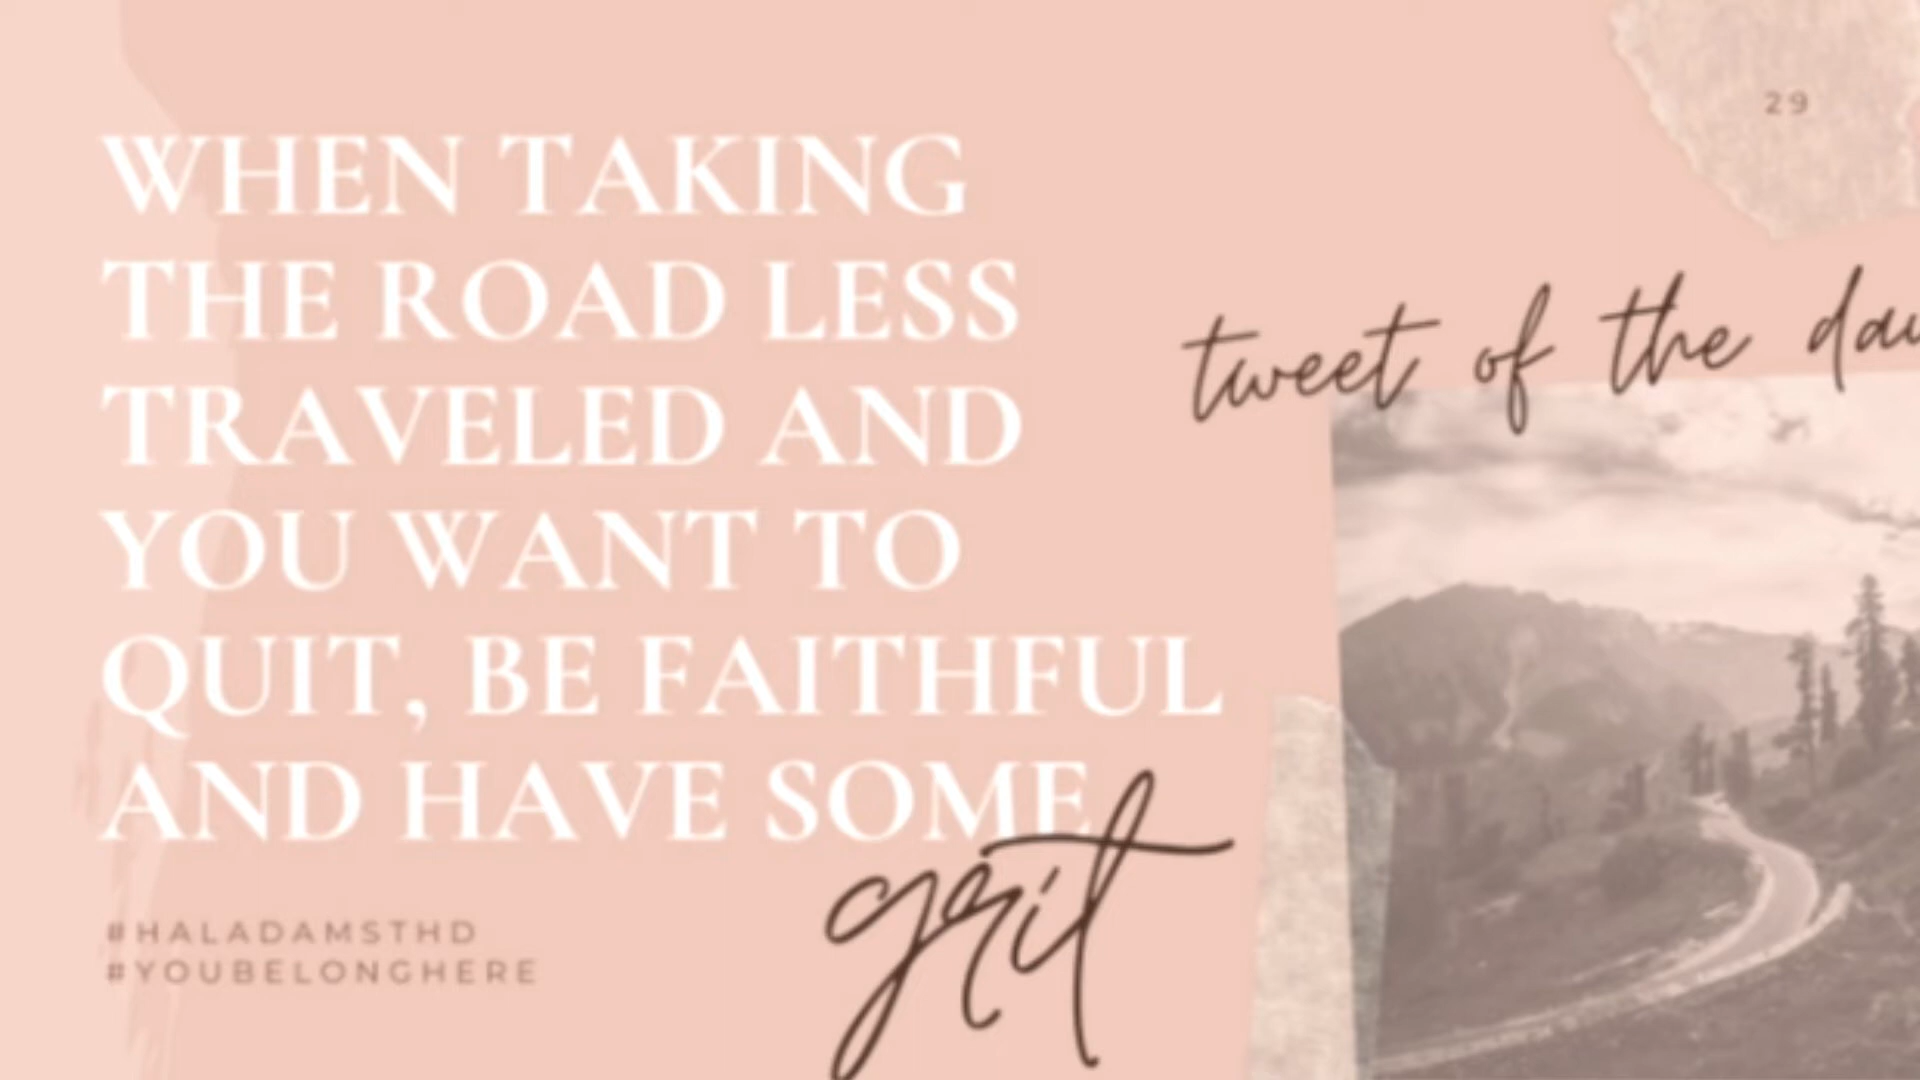 29
WHEN TAKING
THE ROAD LESS
TRAVELED AND
YOU WANT TO
QUIT, BE FAITHFUL
AND HAVE SOME
grit
tweet of the
#HALADAMSTHD
#YOUBELONGHERE